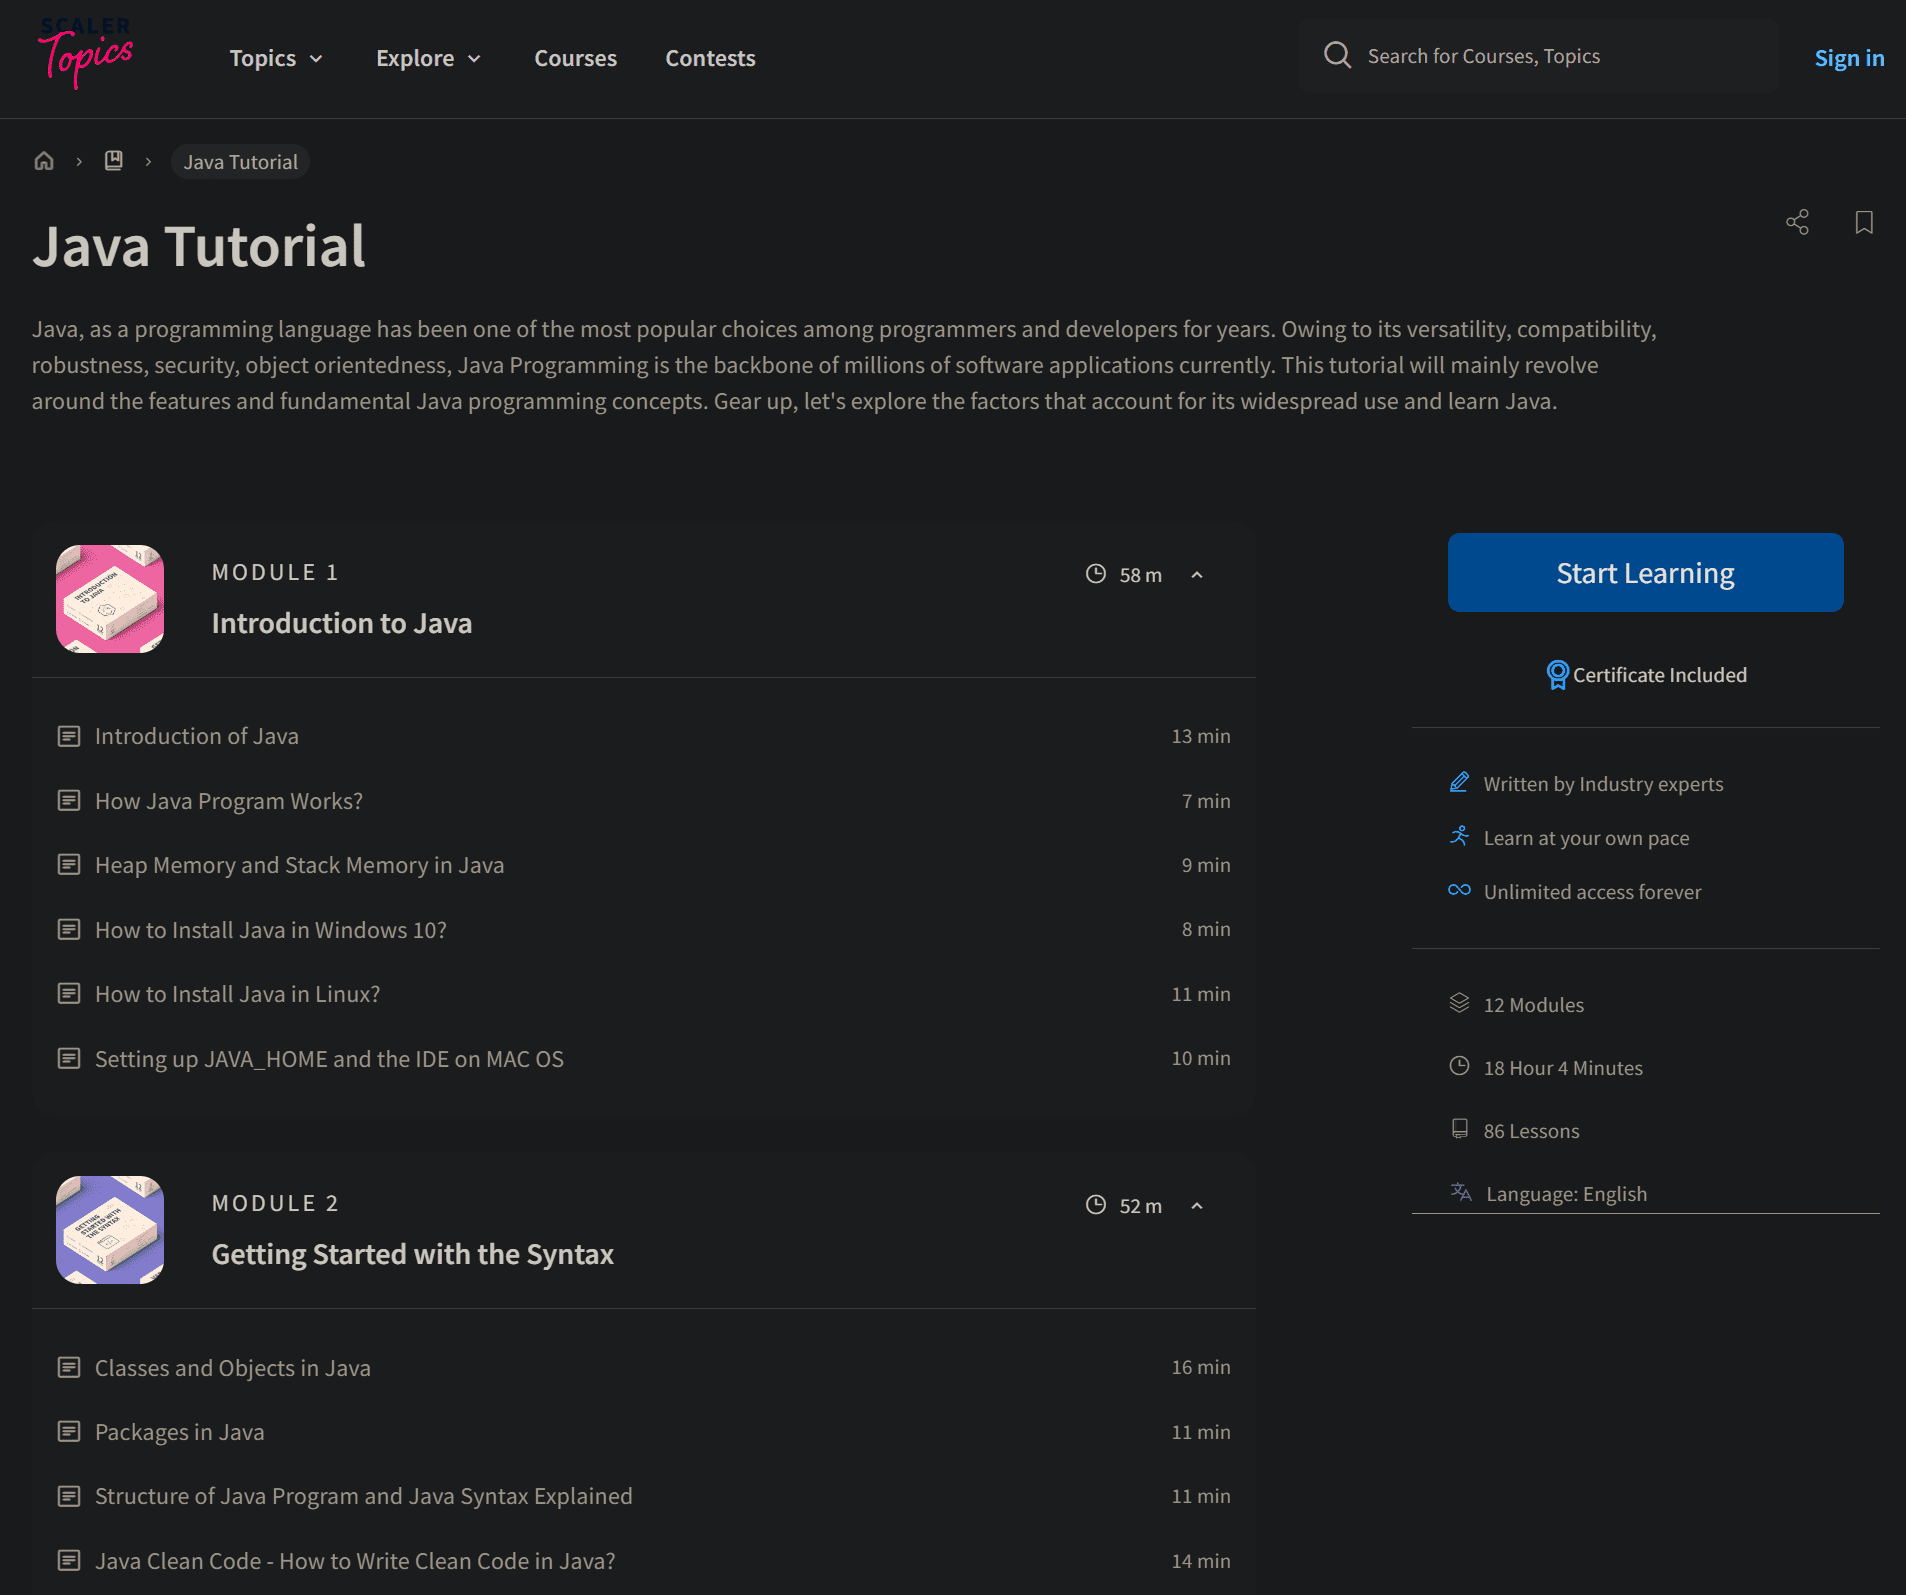 SCALER
Topics
Topics
Explore
Courses
Contests
Search for Courses, Topics
Sign in
Java Tutorial
Java Tutorial
Java, as a programming language has been one of the most popular choices among programmers and developers for years. Owing to its versatility, compatibility,
robustness, security, object orientedness, Java Programming is the backbone of millions of software applications currently. This tutorial will mainly revolve
around the features and fundamental Java programming concepts. Gear up, let's explore the factors that account for its widespread use and learn Java.
INTRODUCTION
TO JAVA
12
MODULE 1
58 m
Introduction to Java
Introduction of Java
13 min
How Java Program Works?
7 min
Heap Memory and Stack Memory in Java
9 min
How to Install Java in Windows 10?
8 min
How to Install Java in Linux?
11 min
Setting up JAVA_HOME and the IDE on MAC OS
10 min
GETTING
STARTED WITH
THE SYNTAX
12
MODULE 2
52 m
Getting Started with the Syntax
Classes and Objects in Java
16 min
Packages in Java
11 min
Structure of Java Program and Java Syntax Explained
11 min
Java Clean Code - How to Write Clean Code in Java?
14 min
Start Learning
Certificate Included
Written by Industry experts
Learn at your own pace
Unlimited access forever
12 Modules
18 Hour 4 Minutes
86 Lessons
Language: English